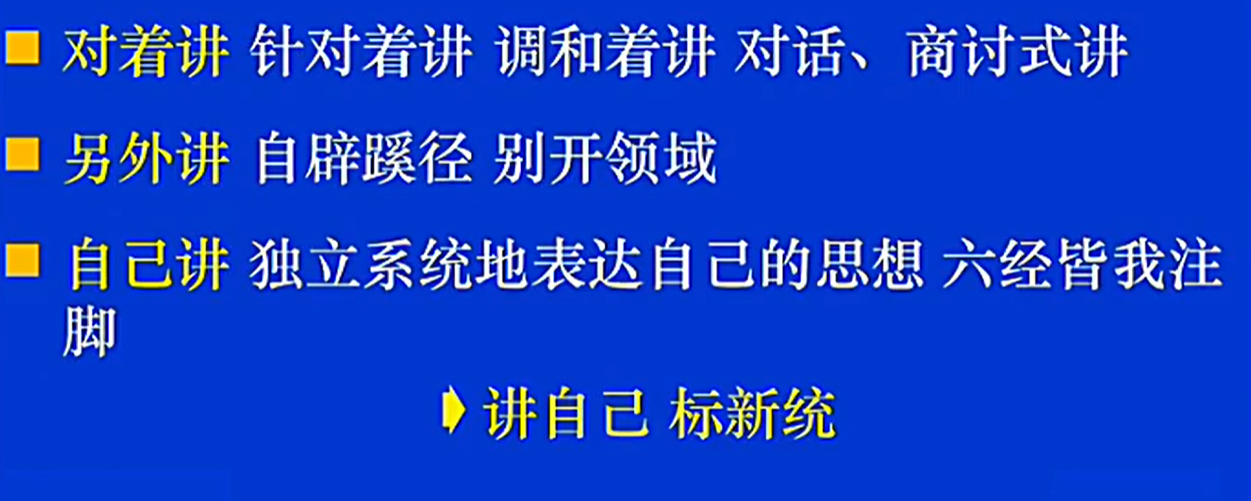 对着讲 针对着讲 调和着讲 对话、商讨式讲
另外讲 自辟蹊径 别开领域
自己讲 独立系统地表达自己的思想 六经皆我注
脚
讲自己 标新统